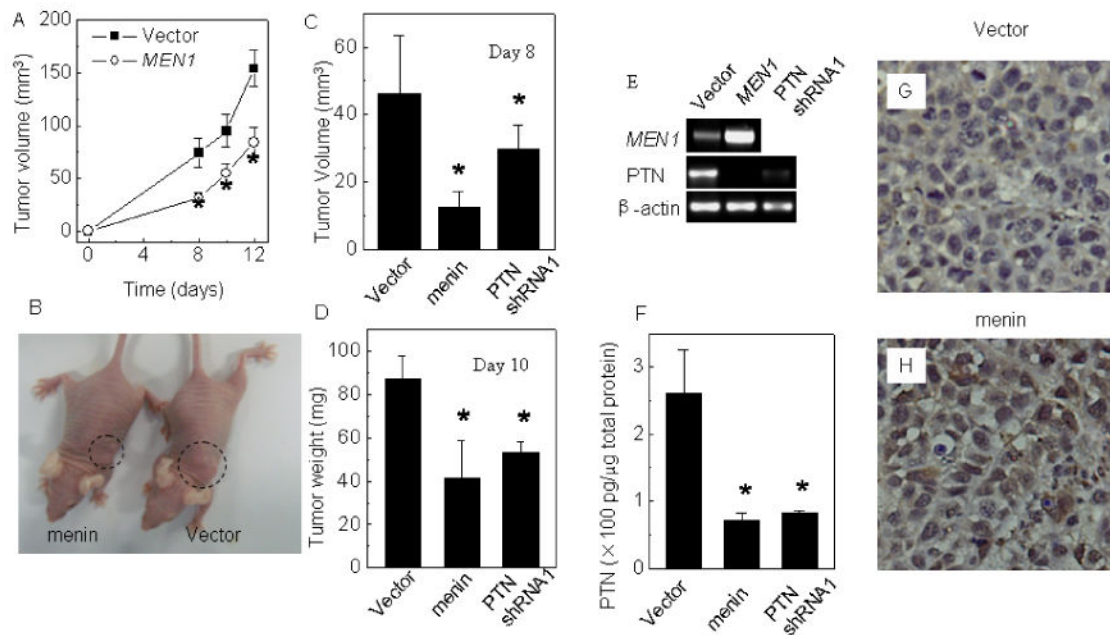 A
200
150
100
50
0
Tumor volume (mm³)
Vector
MEN1
*
*
*
0 4 8 12
Time (days)
B
menin
Vector
C
60
40
20
0
Tumor Volume (mm³)
Day 8
*
*
Vector
menin
PTN
shRNA1
D
100
80
60
40
20
0
Tumor weight (mg)
Day 10
*
*
Vector
menin
PTN
shRNA1
E
Vector
MEN1
PTN
shRNA1
MEN1
PTN
β-actin
F
3
2
1
0
PTN (×100 pg/μg total protein)
*
*
Vector
menin
PTN
shRNA1
Vector
G
menin
H